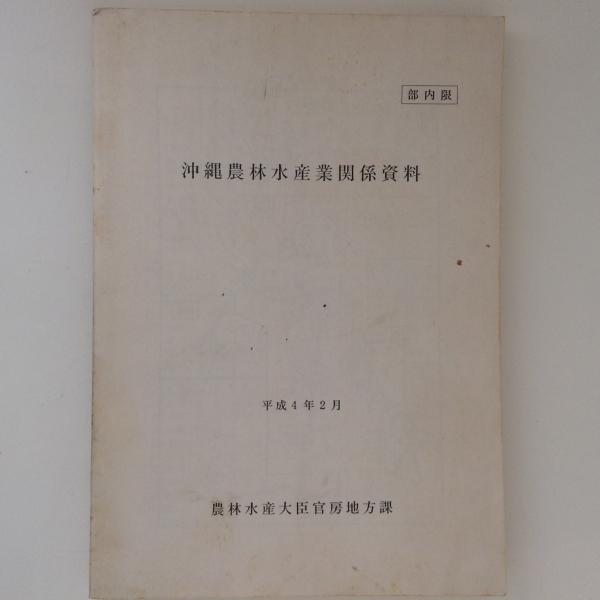 部内限
沖縄農林水産業関係資料
平成4年2月
農林水産大臣官房地方課